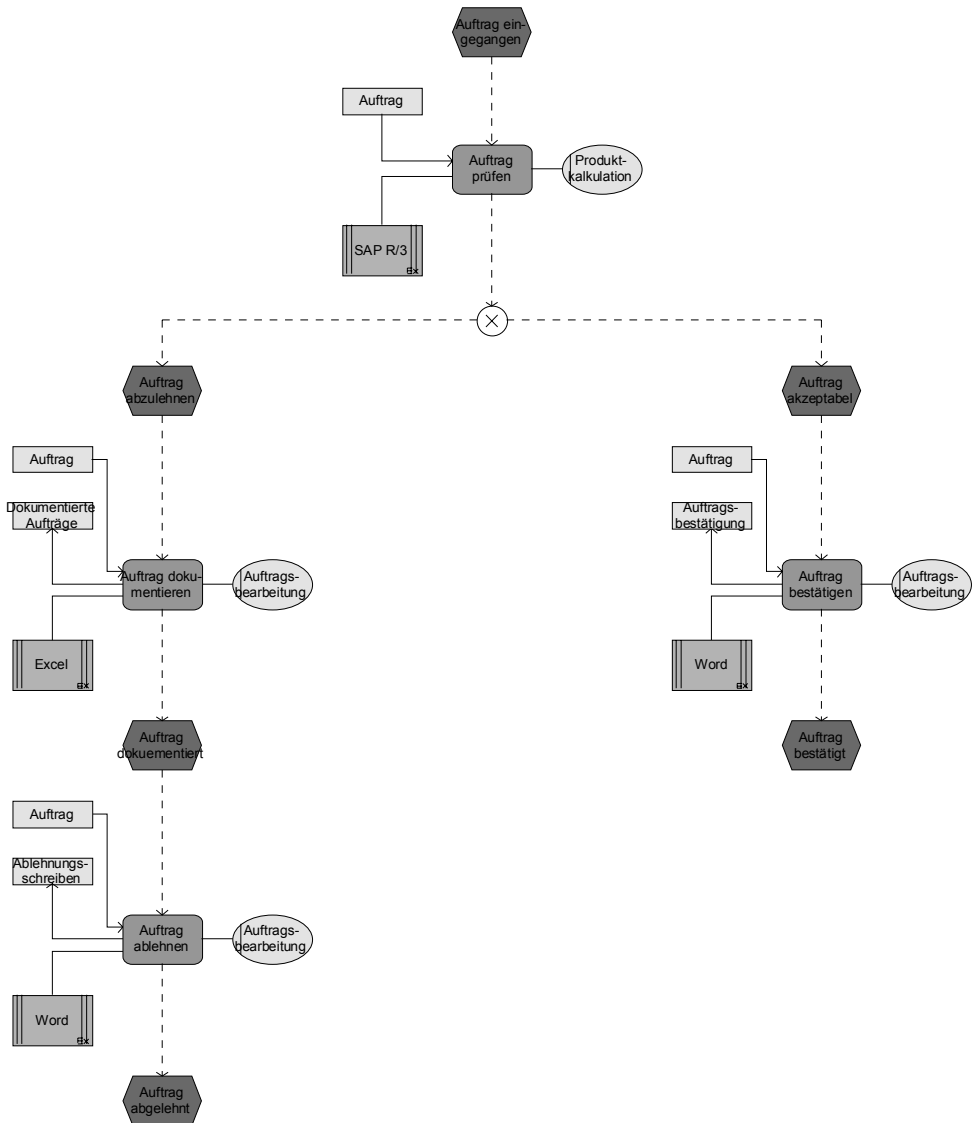 Auftrag ein-
gegangen
Auftrag
Auftrag
prüfen
Produkt-
kalkulation
SAP R/3
Auftrag
abzulehnen
Auftrag
akzeptabel
Auftrag
Dokumentierte
Aufträge
Auftrag doku-
mentieren
Auftrags-
bearbeitung
Excel
Auftrag
Auftrags-
bestätigung
Auftrag
bestätigen
Auftrags-
bearbeitung
Word
Auftrag
dokuementiert
Auftrag
bestätigt
Auftrag
Ablehnungs-
schreiben
Auftrag
ablehnen
Auftrags-
bearbeitung
Word
Auftrag
abgelehnt